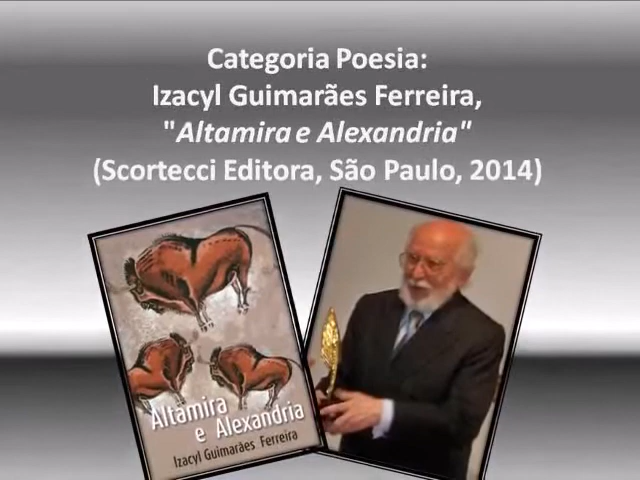 Categoria Poesia:
Izacyl Guimarães Ferreira,
"Altamira e Alexandria"
(Scortecci Editora, São Paulo, 2014)
Altamira
e Alexandria
Izacyl Guimarães Ferreira